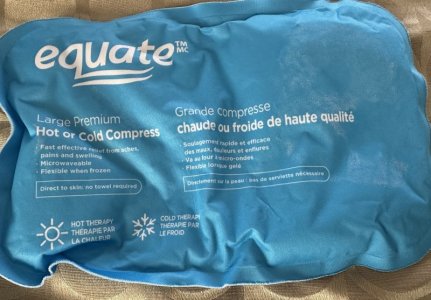 equate™
MC
Large Premium
Hot or Cold Compress
• Fast effective relief from aches,
pains and swelling
• Microwaveable
• Flexible when frozen
Direct to skin: no towel required
HOT THERAPY
THÉRAPIE PAR
LA CHALEUR
COLD THERAPY
THÉRAPIE PAR
LE FROID
Grande compresse
chaude ou froide de haute qualité
• Soulagement rapide et efficace
des maux, douleurs et enflures
• Va au four à micro-ondes
• Flexible lorsque gelé
Directement sur la peau : pas de serviette nécessaire